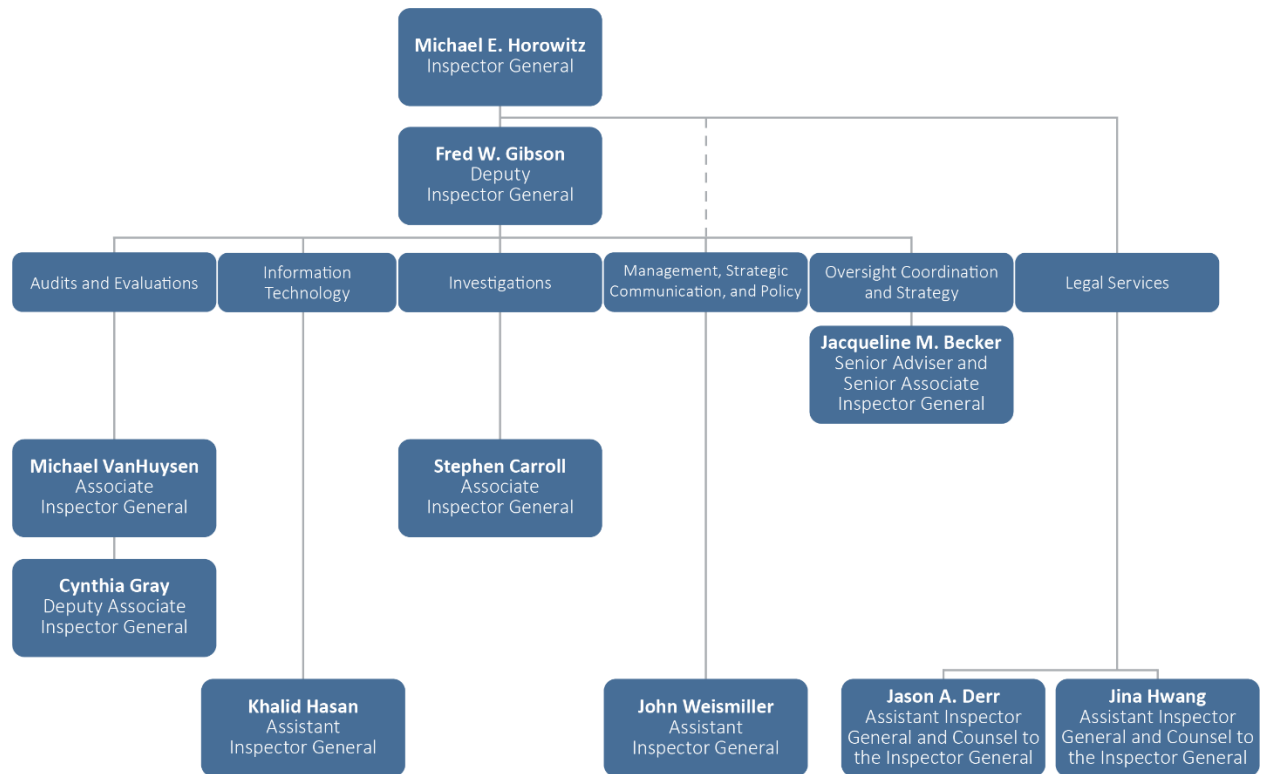 Michael E. Horowitz
Inspector General
Fred W. Gibson
Deputy
Inspector General
Audits and Evaluations
Information
Technology
Investigations
Management, Strategic
Communication, and Policy
Oversight Coordination
and Strategy
Legal Services
Jacqueline M. Becker
Senior Adviser and
Senior Associate
Inspector General
Michael VanHuysen
Associate
Inspector General
Stephen Carroll
Associate
Inspector General
Cynthia Gray
Deputy Associate
Inspector General
Khalid Hasan
Assistant
Inspector General
John Weismiller
Assistant
Inspector General
Jason A. Derr
Assistant Inspector
General and Counsel to
the Inspector General
Jina Hwang
Assistant Inspector
General and Counsel to
the Inspector General